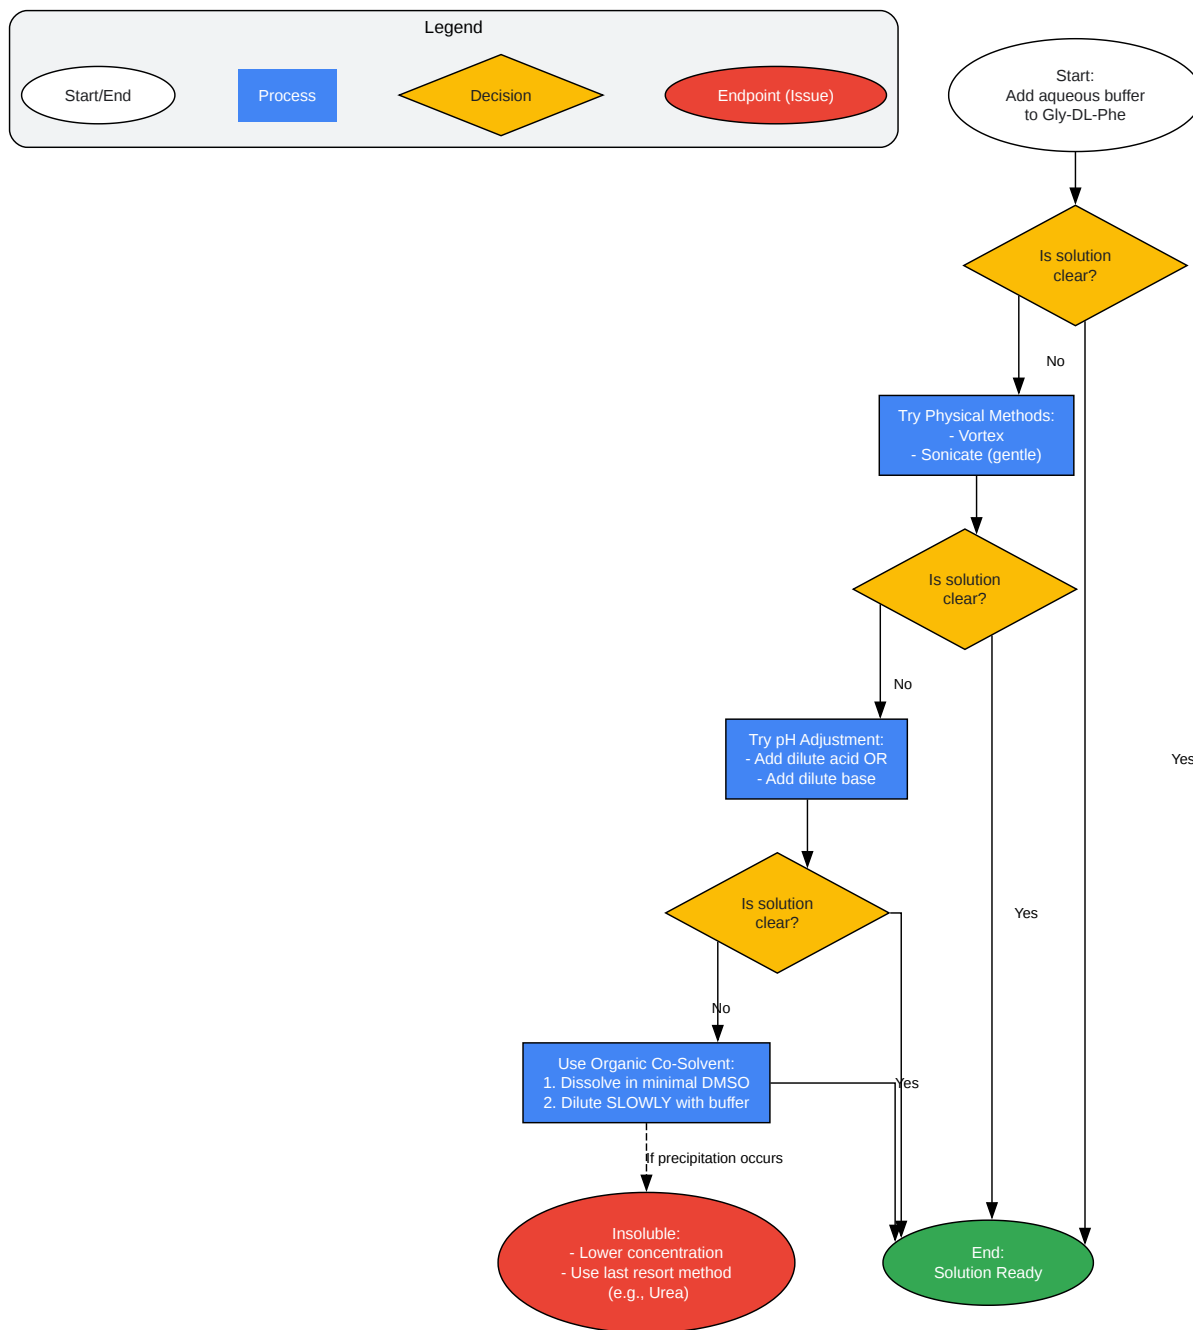 Legend
Start/End
Process
Decision
Endpoint (Issue)
Start:
Add aqueous buffer
to Gly-DL-Phe
Is solution
clear?
No
Try Physical Methods:
- Vortex
- Sonicate (gentle)
Is solution
clear?
No
Try pH Adjustment:
- Add dilute acid OR
- Add dilute base
Yes
Is solution
clear?
Yes
No
Use Organic Co-Solvent:
1. Dissolve in minimal DMSO
2. Dilute SLOWLY with buffer
Yes
If precipitation occurs
Insoluble:
- Lower concentration
- Use last resort method
(e.g., Urea)
End:
Solution Ready